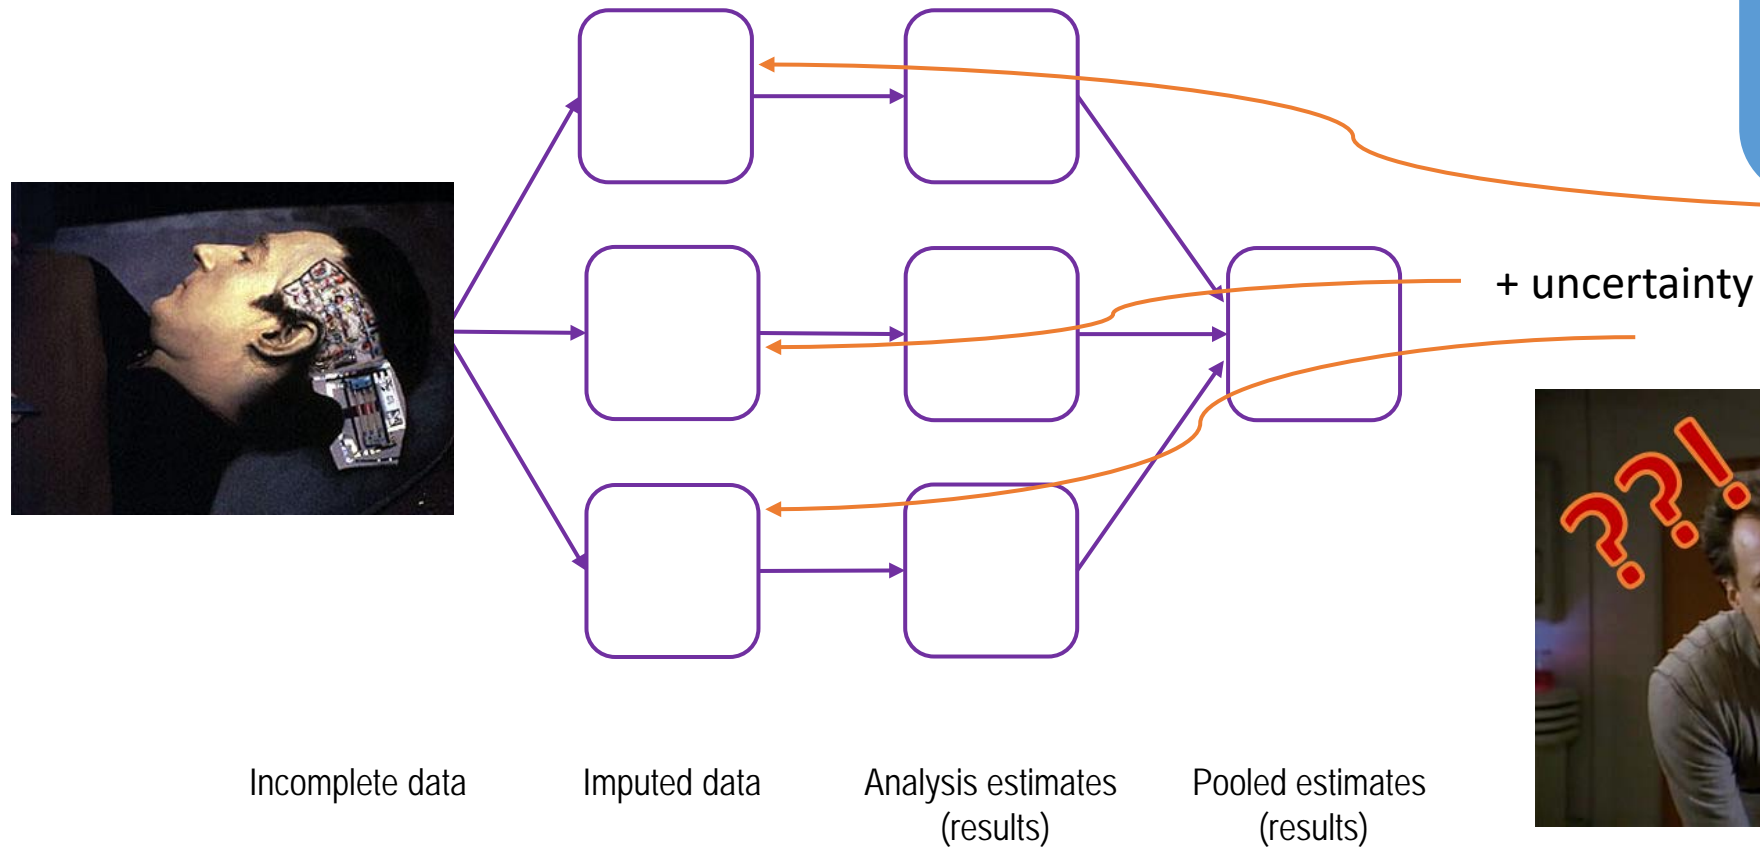 + uncertainty
??!
Incomplete data
Imputed data
Analysis estimates
(results)
Pooled estimates
(results)